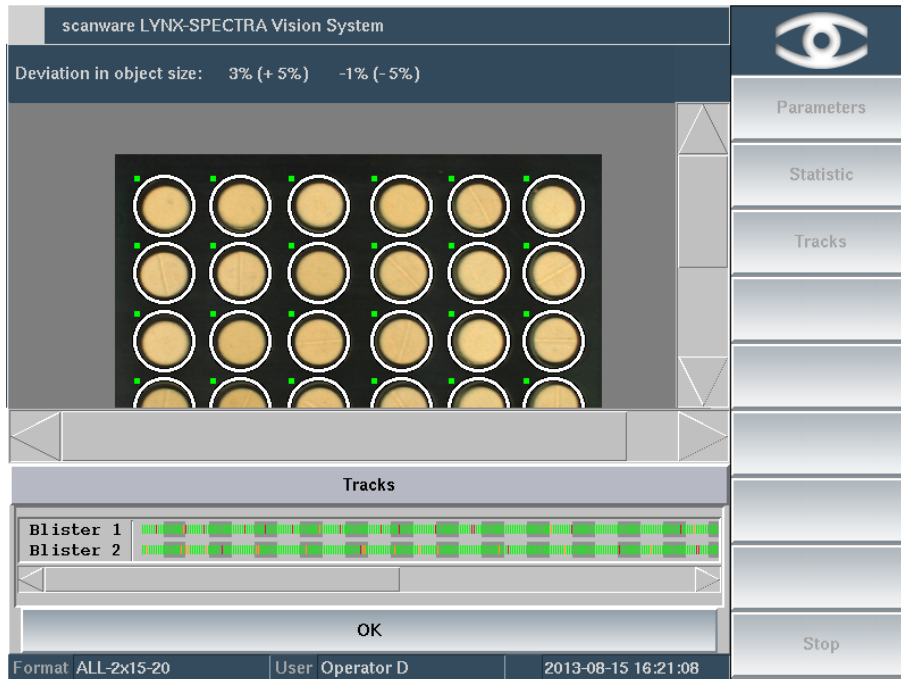 scanware LYNX-SPECTRA Vision System
Deviation in object size: 3% (+ 5%) -1% (- 5%)
Parameters
Statistic
Tracks
Tracks
Blister 1
Blister 2
OK
Stop
Format ALL-2x15-20 User Operator D 2013-08-15 16:21:08